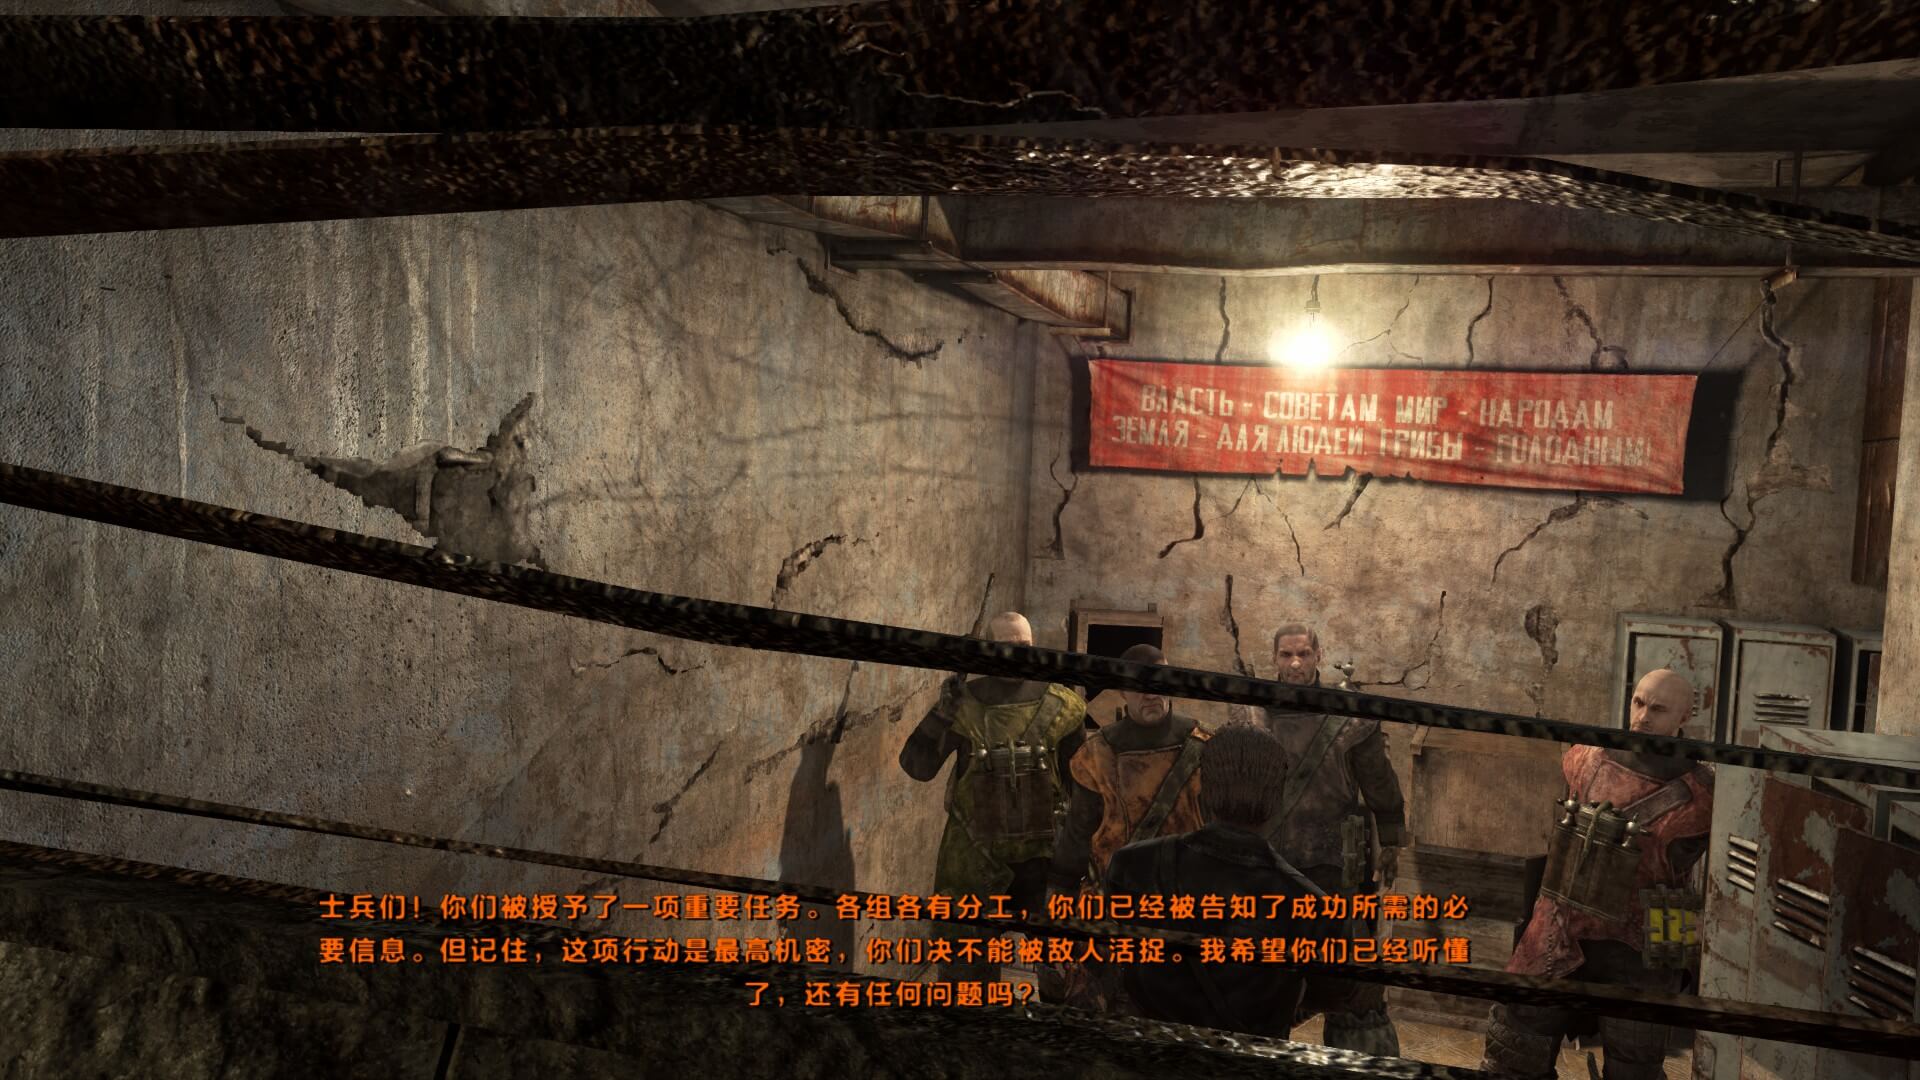 ВЛАСТЬ - СОВЕТАМ, МИР - НАРОДАМ
ЗЕМЛЯ - ДЛЯ ЛЮДЕЙ, ГРИБЫ - ГОЛОДНЫМ!
士兵们！你们被授予了一项重要任务。各组各有分工，你们已经被告知了成功所需的必
要信息。但记住，这项行动是最高机密，你们决不能被敌人活捉。我希望你们已经听懂
了，还有任何问题吗？